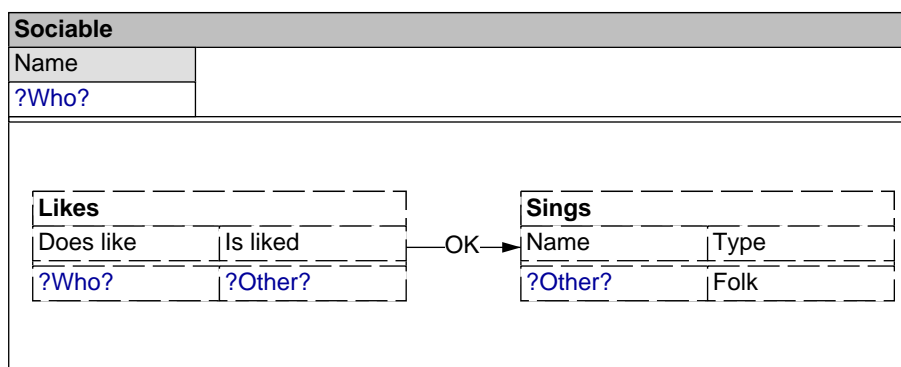 Sociable
Name
?Who?
Likes
Does like Is liked
?Who? ?Other?
OK
Sings
Name Type
?Other? Folk